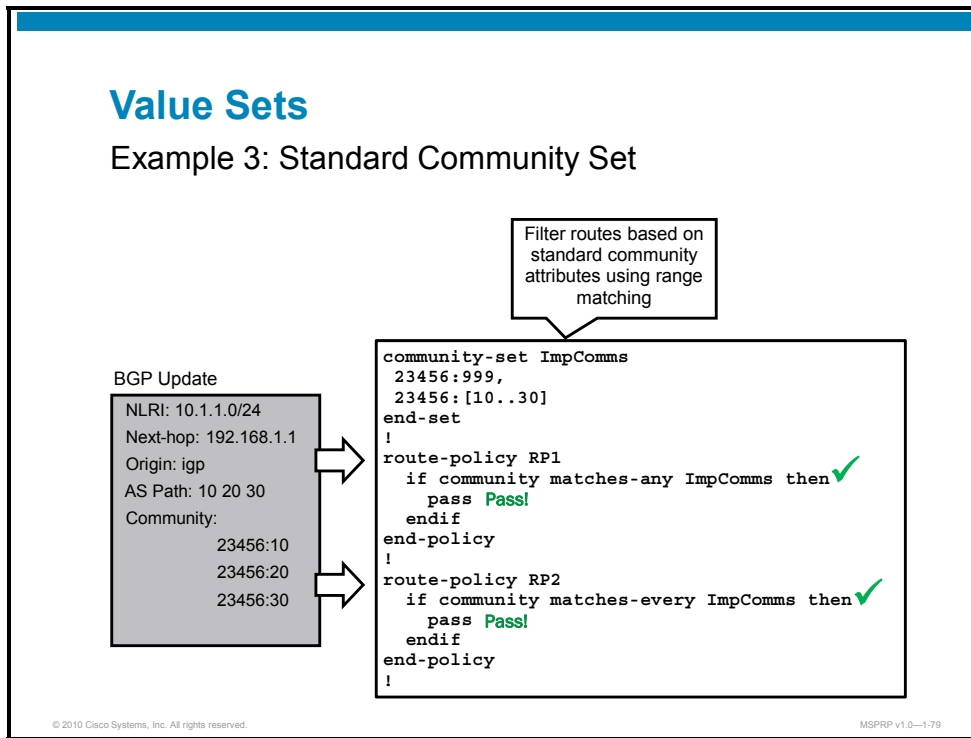 Value Sets
Example 3: Standard Community Set
Filter routes based on
standard community
attributes using range
matching
BGP Update
NLRI: 10.1.1.0/24
Next-hop: 192.168.1.1
Origin: igp
AS Path: 10 20 30
Community:
23456:10
23456:20
23456:30
community-set ImpComms
23456:999,
23456:[10..30]
end-set
!
route-policy RP1
if community matches-any ImpComms then
pass Pass!
endif
end-policy
!
route-policy RP2
if community matches-every ImpComms then
pass Pass!
endif
end-policy
!
© 2010 Cisco Systems, Inc. All rights reserved.
MSPRP v1.0—1-79